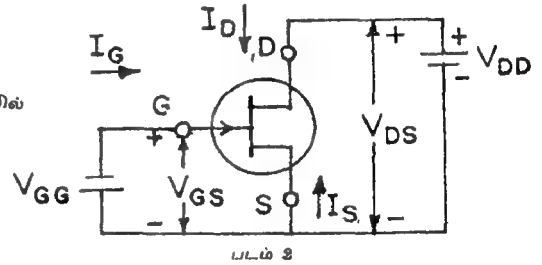 I_D ,D + + V_DD
I_G -
ில்
G V_DS
+
V_GG V_GS S I_S
- -
படம் 2